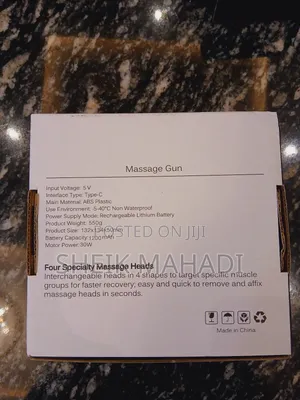 Massage Gun
Input Voltage: 5V
Interface Type: Type-C
Main Material: ABS Plastic
Use Environment: 5-40°C Non Waterproof
Power Supply Mode: Rechargeable Lithium Battery
Product Weight: 550g
Product Size:
Battery Capacity:
Motor Power: 30W
POSTED ON JIJI
SHEIK MAHADI
Four Specialty Massage Heads
Interchangeable heads in 4 shapes to target specific muscle
groups for faster recovery; easy and quick to remove and affix
massage heads in seconds.
Made in China